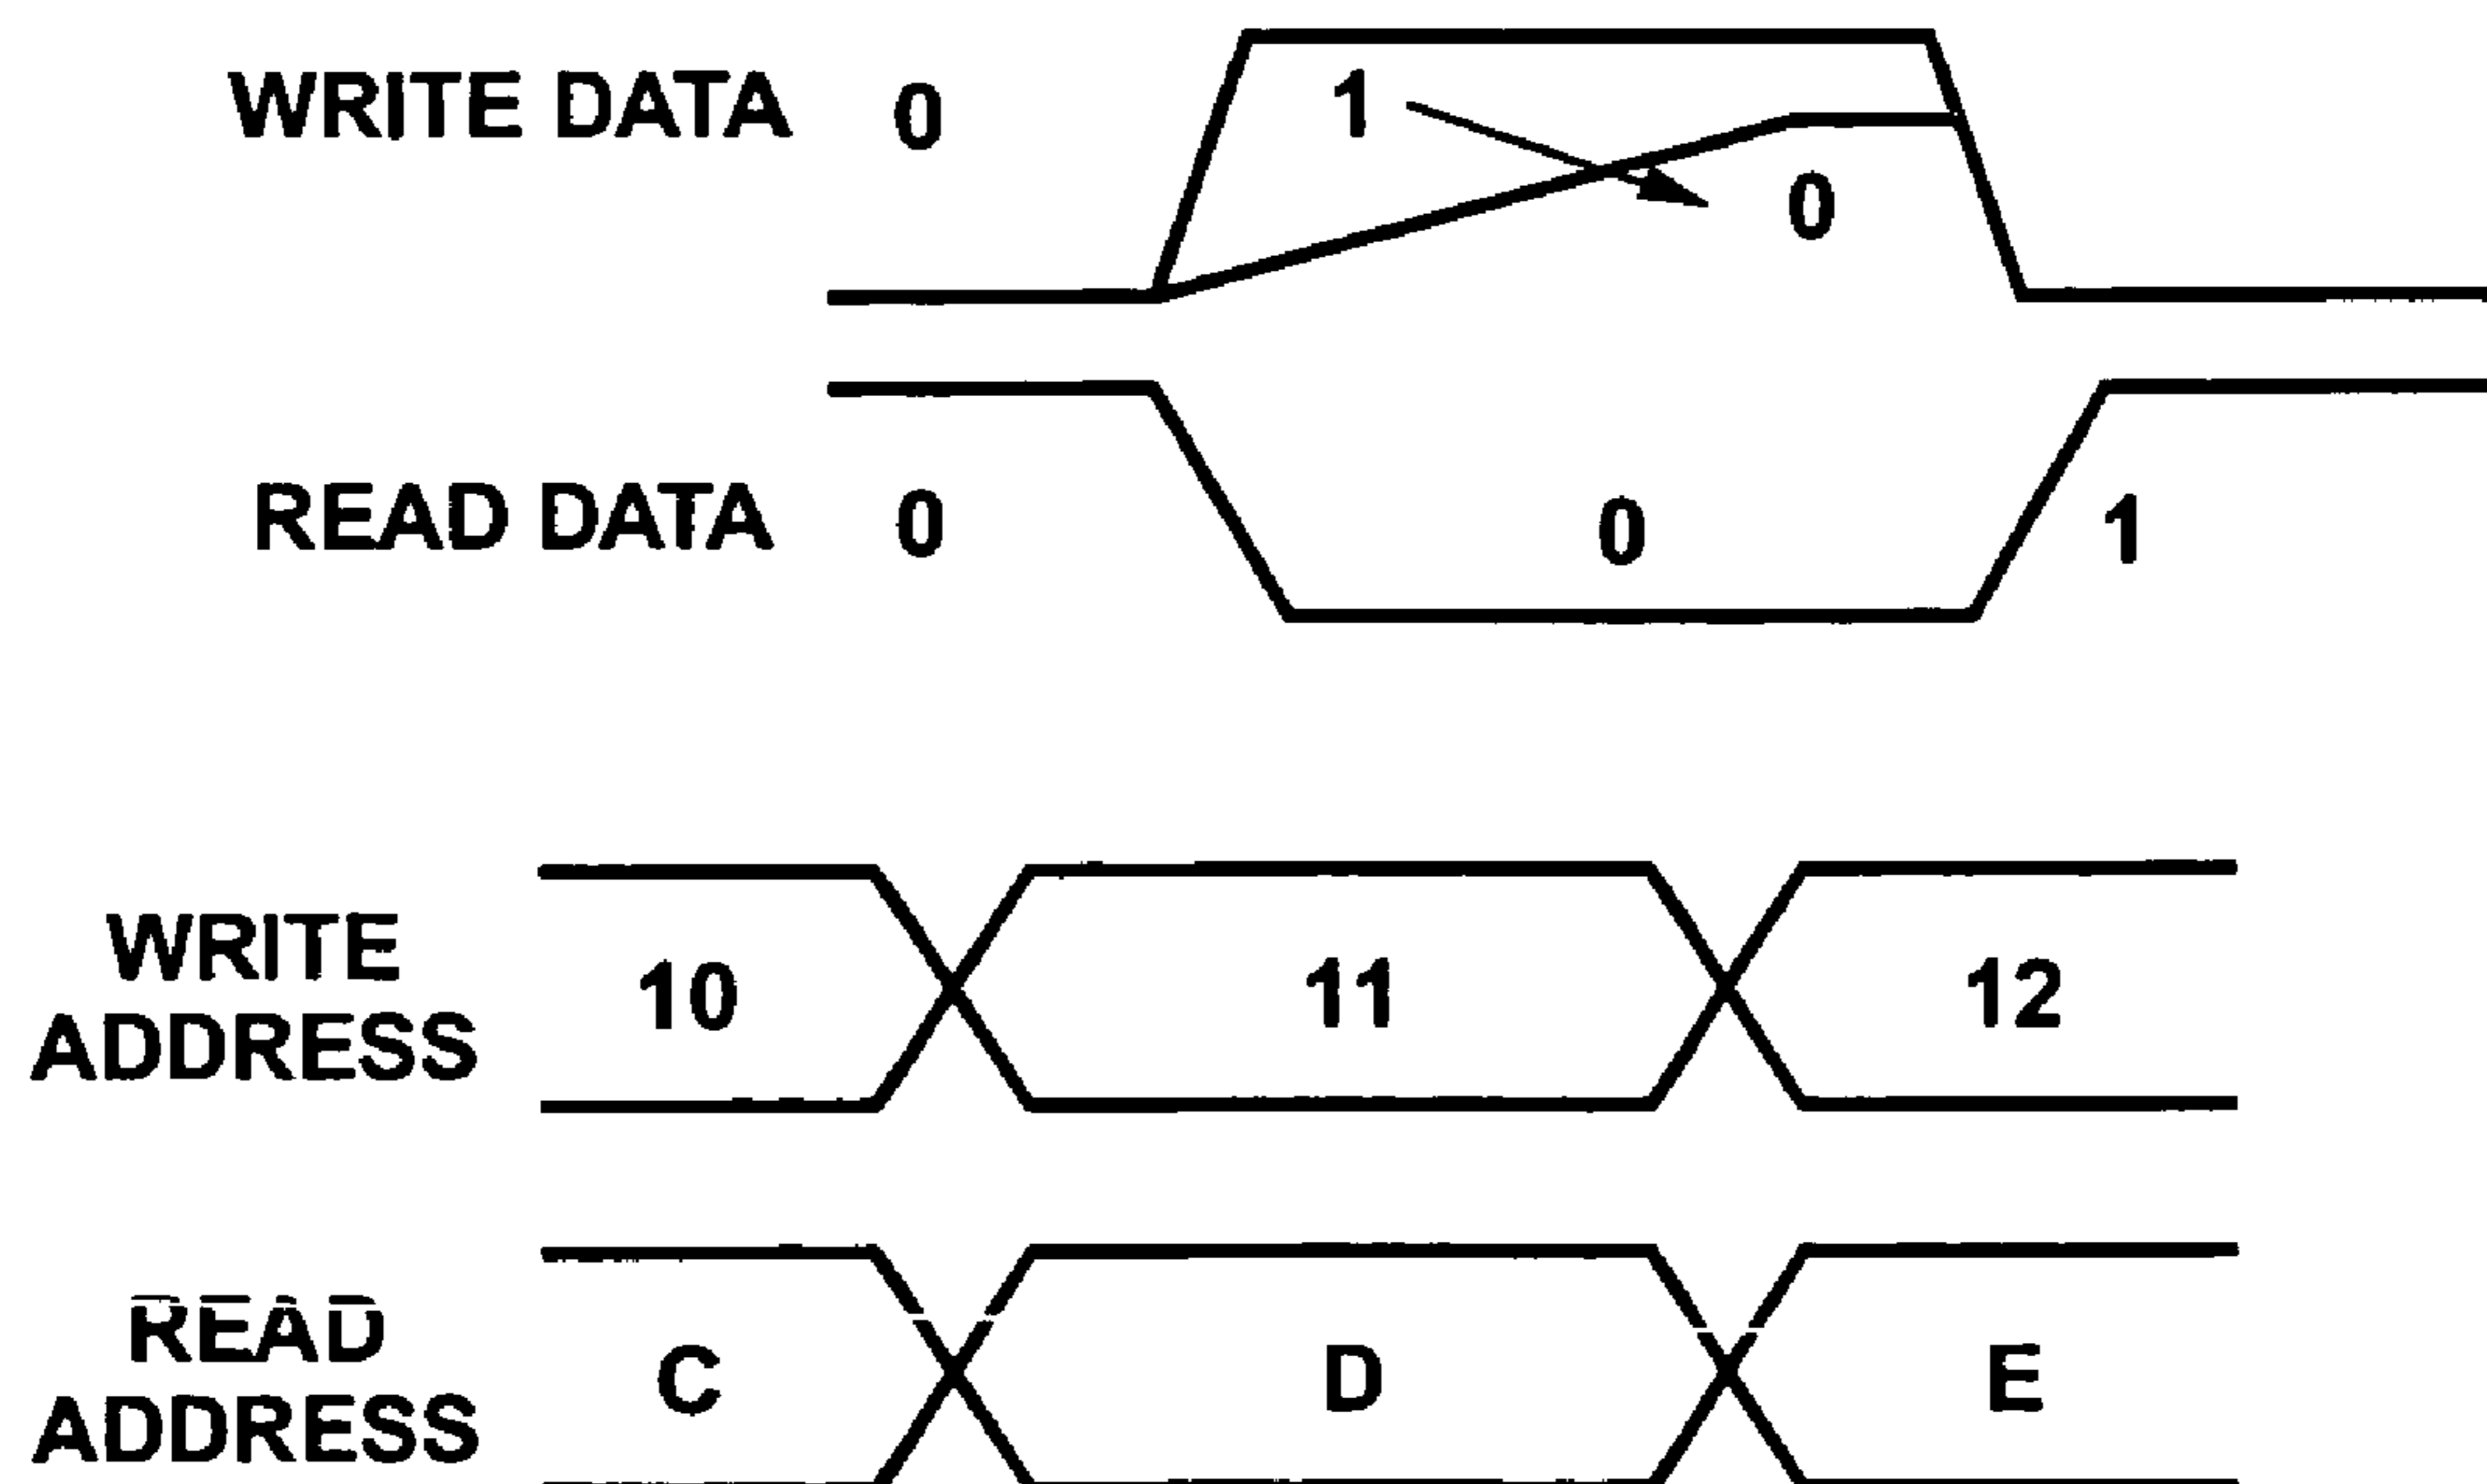 WRITE DATA 0 1 0
READ DATA 0 0 1
WRITE
ADDRESS
10 11 12
READ
ADDRESS
C D E